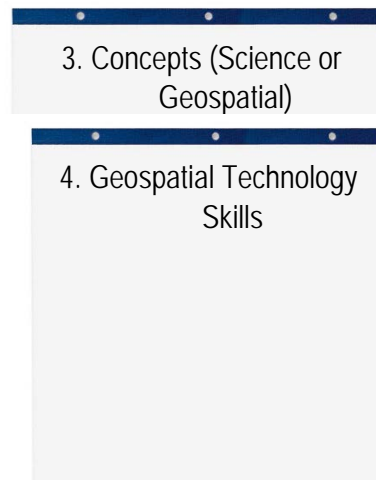 3. Concepts (Science or
Geospatial)
4. Geospatial Technology
Skills